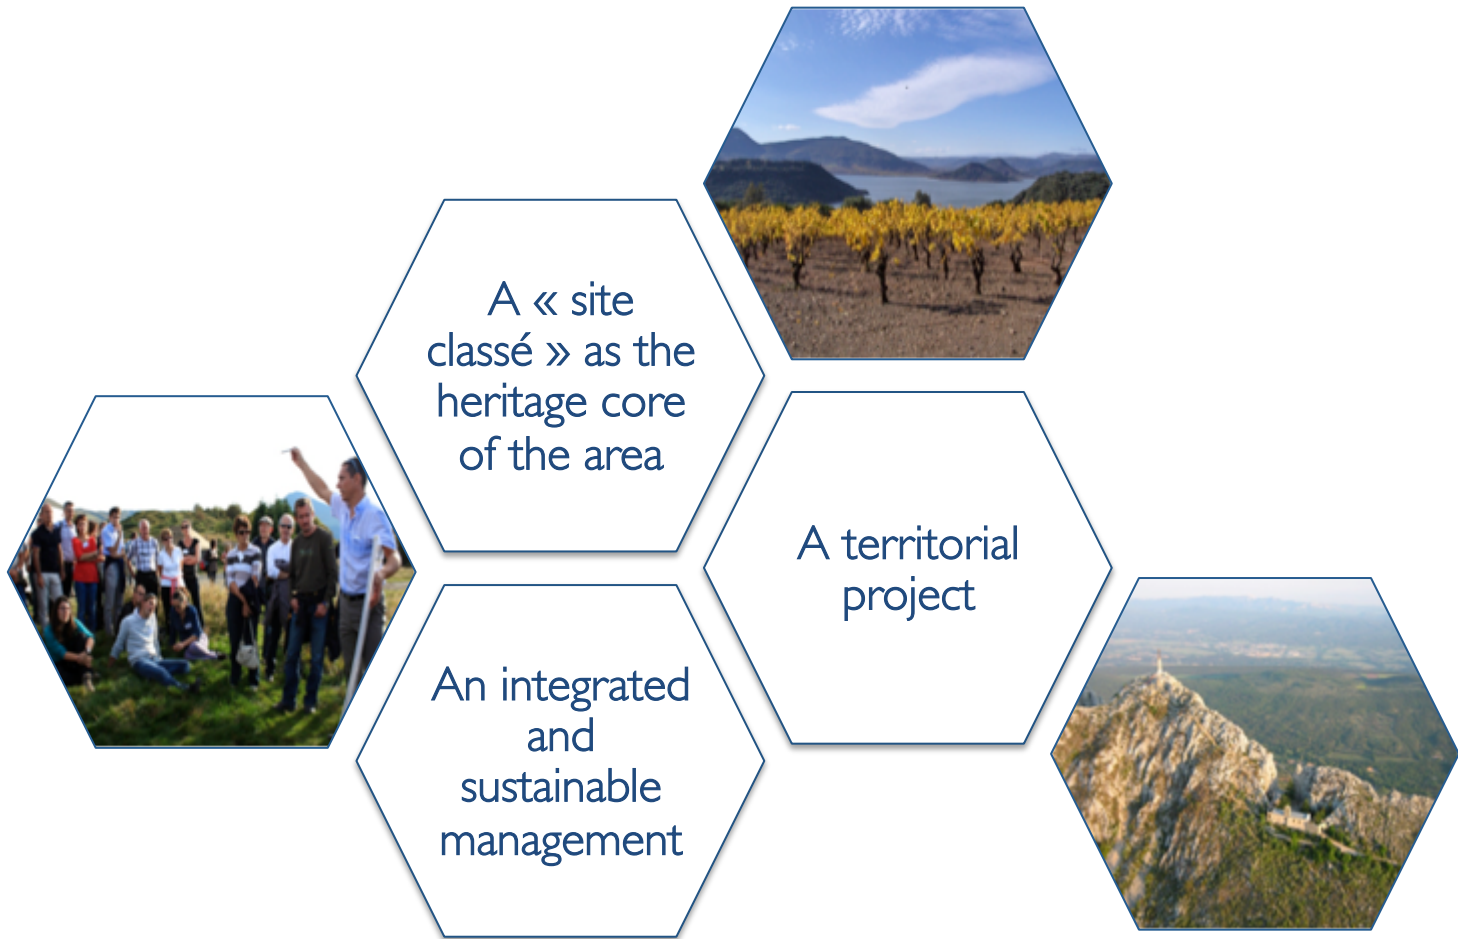 A « site
classé » as the
heritage core
of the area
A territorial
project
An integrated
and
sustainable
management